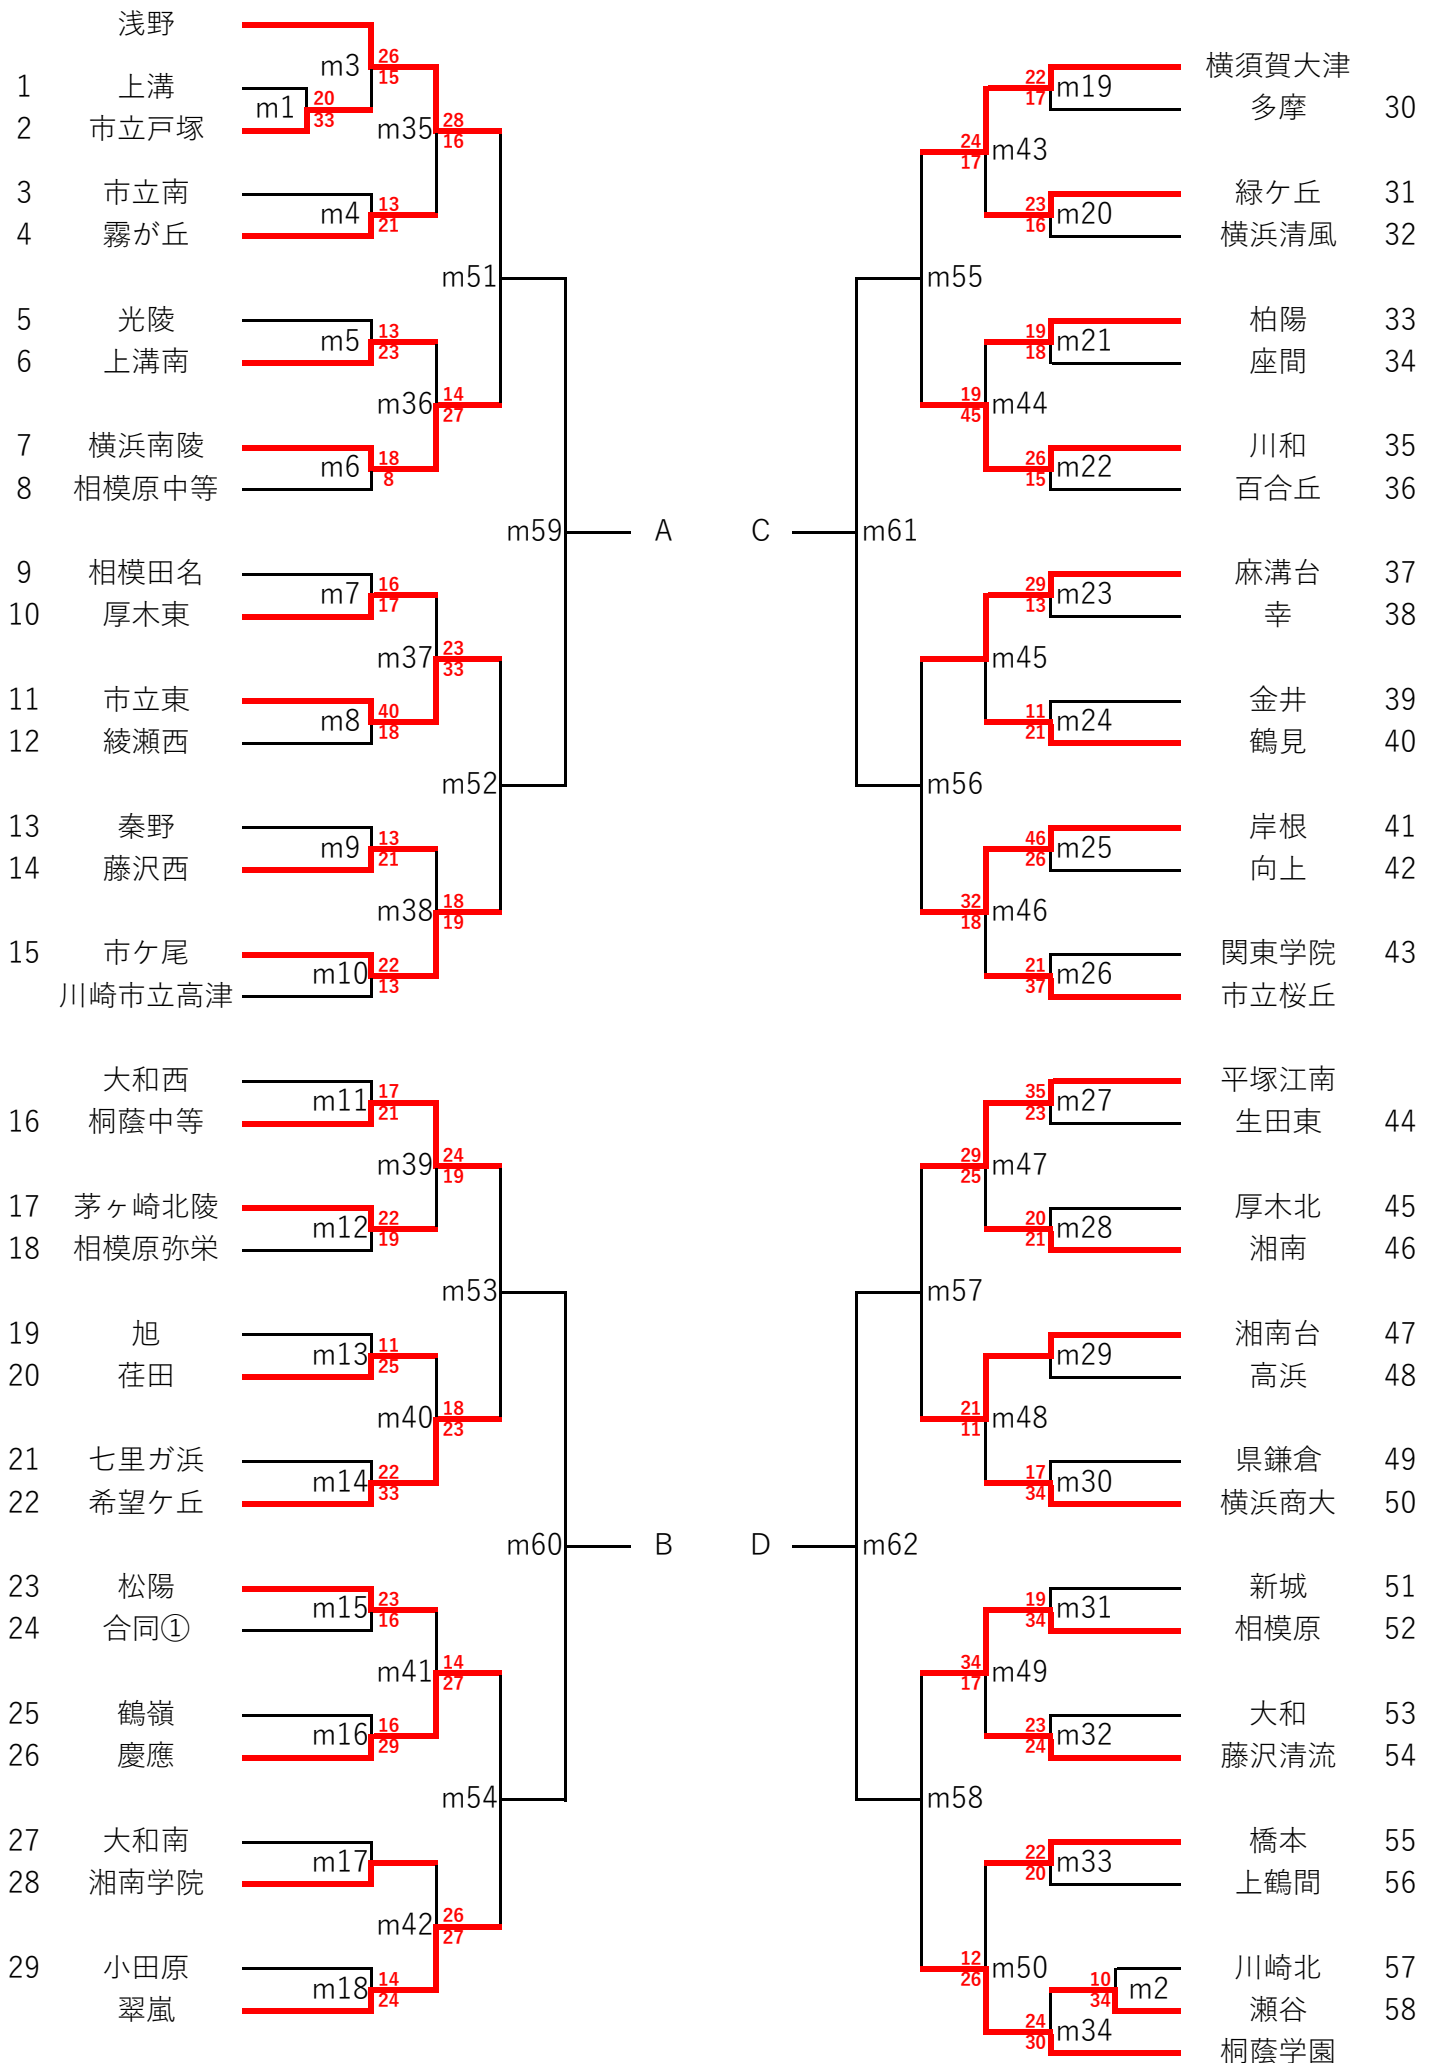 浅野
m3 26
15
1 上溝
m1 20
33
2 市立戸塚
m35 28
16
3 市立南
m4 13
21
4 霧が丘
m51
5 光陵
m5 13
23
6 上溝南
m36 14
27
7 横浜南陵
m6 18
8
8 相模原中等
m59 A
9 相模田名
m7 16
17
10 厚木東
m37 23
33
11 市立東
m8 40
18
12 綾瀬西
m52
13 秦野
m9 13
21
14 藤沢西
m38 18
19
15 市ケ尾
m10 22
13
川崎市立高津
大和西
m11 17
21
16 桐蔭中等
m39 24
19
17 茅ヶ崎北陵
m12 22
19
18 相模原弥栄
m53
19 旭
m13 11
25
20 荏田
m40 18
23
21 七里ガ浜
m14 22
33
22 希望ケ丘
m60 B
23 松陽
m15 23
16
24 合同①
m41 14
27
25 鶴嶺
m16 16
29
26 慶應
m54
27 大和南
m17
28 湘南学院
m42 26
27
29 小田原
m18 14
24
翠嵐
横須賀大津
22 m19
17
多摩 30
24 m43
17
緑ケ丘 31
23 m20
16
横浜清風 32
m55
柏陽 33
19 m21
18
座間 34
19 m44
45
川和 35
26 m22
15
百合丘 36
C m61
麻溝台 37
29 m23
13
幸 38
m45
金井 39
11 m24
21
鶴見 40
m56
岸根 41
46 m25
26
向上 42
32 m46
18
関東学院 43
21 m26
37
市立桜丘
平塚江南
35 m27
23
生田東 44
29 m47
25
厚木北 45
20 m28
21
湘南 46
m57
湘南台 47
m29
高浜 48
21 m48
11
県鎌倉 49
17 m30
34
横浜商大 50
D m62
新城 51
19 m31
34
相模原 52
34 m49
17
大和 53
23 m32
24
藤沢清流 54
m58
橋本 55
22 m33
20
上鶴間 56
12 m50
26
川崎北 57
10 m2
34
瀬谷 58
24 m34
30
桐蔭学園